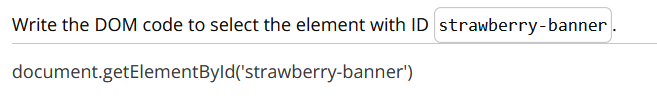 Write the DOM code to select the element with ID strawberry-banner.
document.getElementById('strawberry-banner')